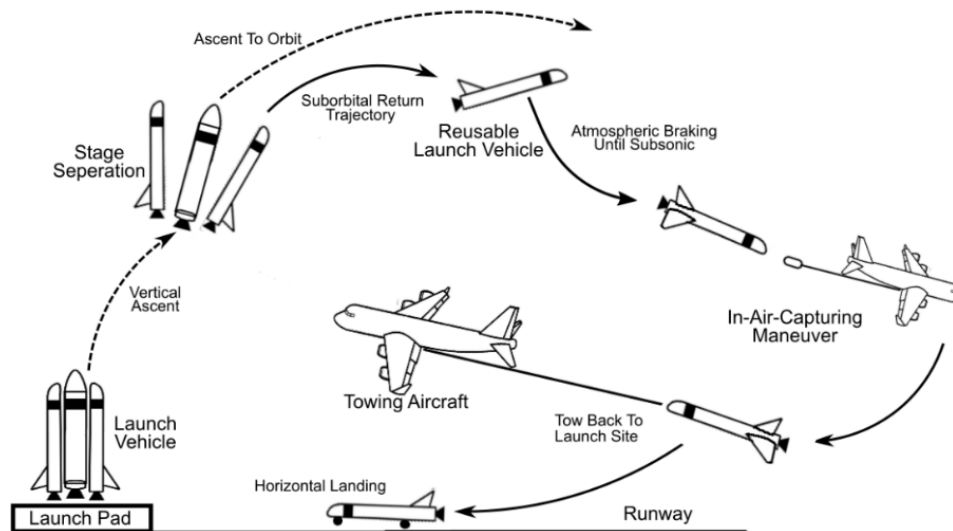 Ascent To Orbit
Suborbital Return
Trajectory
Reusable
Launch Vehicle
Atmospheric Braking
Until Subsonic
Stage
Seperation
Vertical
Ascent
In-Air-Capturing
Maneuver
Towing Aircraft
Launch
Vehicle
Tow Back To
Launch Site
Horizontal Landing
Launch Pad
Runway